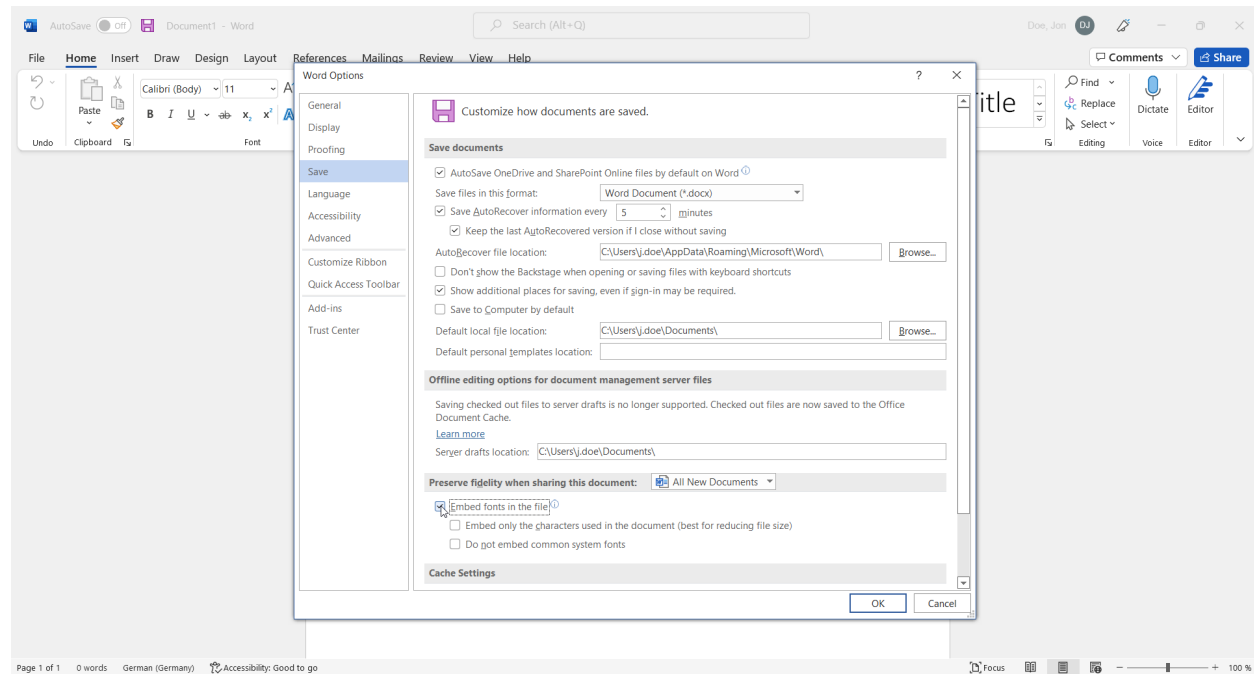 AutoSave Off Document1 - Word Search (Alt+Q) Doe, Jon DJ
File Home Insert Draw Design Layout References Mailings Review View Help Comments Share
Word Options ?
Calibri (Body) 11
Paste
B I U ab x₂ x² A
Undo Clipboard Font
itle
Find
Replace
Select
Dictate
Editor
Editing Voice Editor
General
Display
Proofing
Save
Language
Accessibility
Advanced
Customize Ribbon
Quick Access Toolbar
Add-ins
Trust Center
Customize how documents are saved.
Save documents
AutoSave OneDrive and SharePoint Online files by default on Word
Save files in this format: Word Document (*.docx)
Save AutoRecover information every 5 minutes
Keep the last AutoRecovered version if I close without saving
AutoRecover file location: C:\Users\j.doe\AppData\Roaming\Microsoft\Word\ Browse...
Don't show the Backstage when opening or saving files with keyboard shortcuts
Show additional places for saving, even if sign-in may be required.
Save to Computer by default
Default local file location: C:\Users\j.doe\Documents\ Browse...
Default personal templates location:
Offline editing options for document management server files
Saving checked out files to server drafts is no longer supported. Checked out files are now saved to the Office
Document Cache.
Learn more
Server drafts location: C:\Users\j.doe\Documents\
Preserve fidelity when sharing this document: All New Documents
Embed fonts in the file
Embed only the characters used in the document (best for reducing file size)
Do not embed common system fonts
Cache Settings
OK Cancel
Page 1 of 1 0 words German (Germany) Accessibility: Good to go Focus 100 %